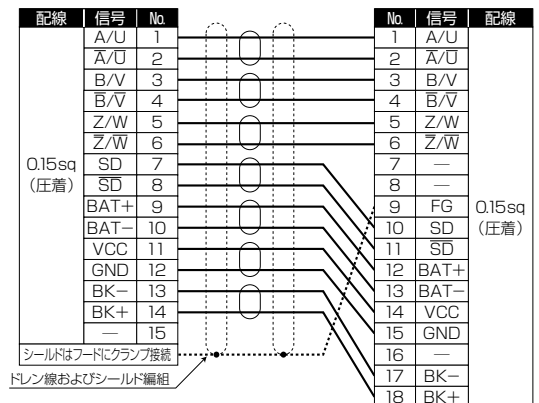 配線 信号 No. No. 信号 配線
A/U 1 1 A/U
A̅/U̅ 2 2 A̅/U̅
B/V 3 3 B/V
B̅/V̅ 4 4 B̅/V̅
Z/W 5 5 Z/W
Z̅/W̅ 6 6 Z̅/W̅
0.15sq SD 7 7 —
(圧着) S̅D̅ 8 8 —
BAT+ 9 9 FG 0.15sq
BAT− 10 10 SD (圧着)
VCC 11 11 S̅D̅
GND 12 12 BAT+
BK− 13 13 BAT−
BK+ 14 14 VCC
— 15 15 GND
シールドはフードにクランプ接続 16 —
ドレン線およびシールド編組 17 BK−
18 BK+